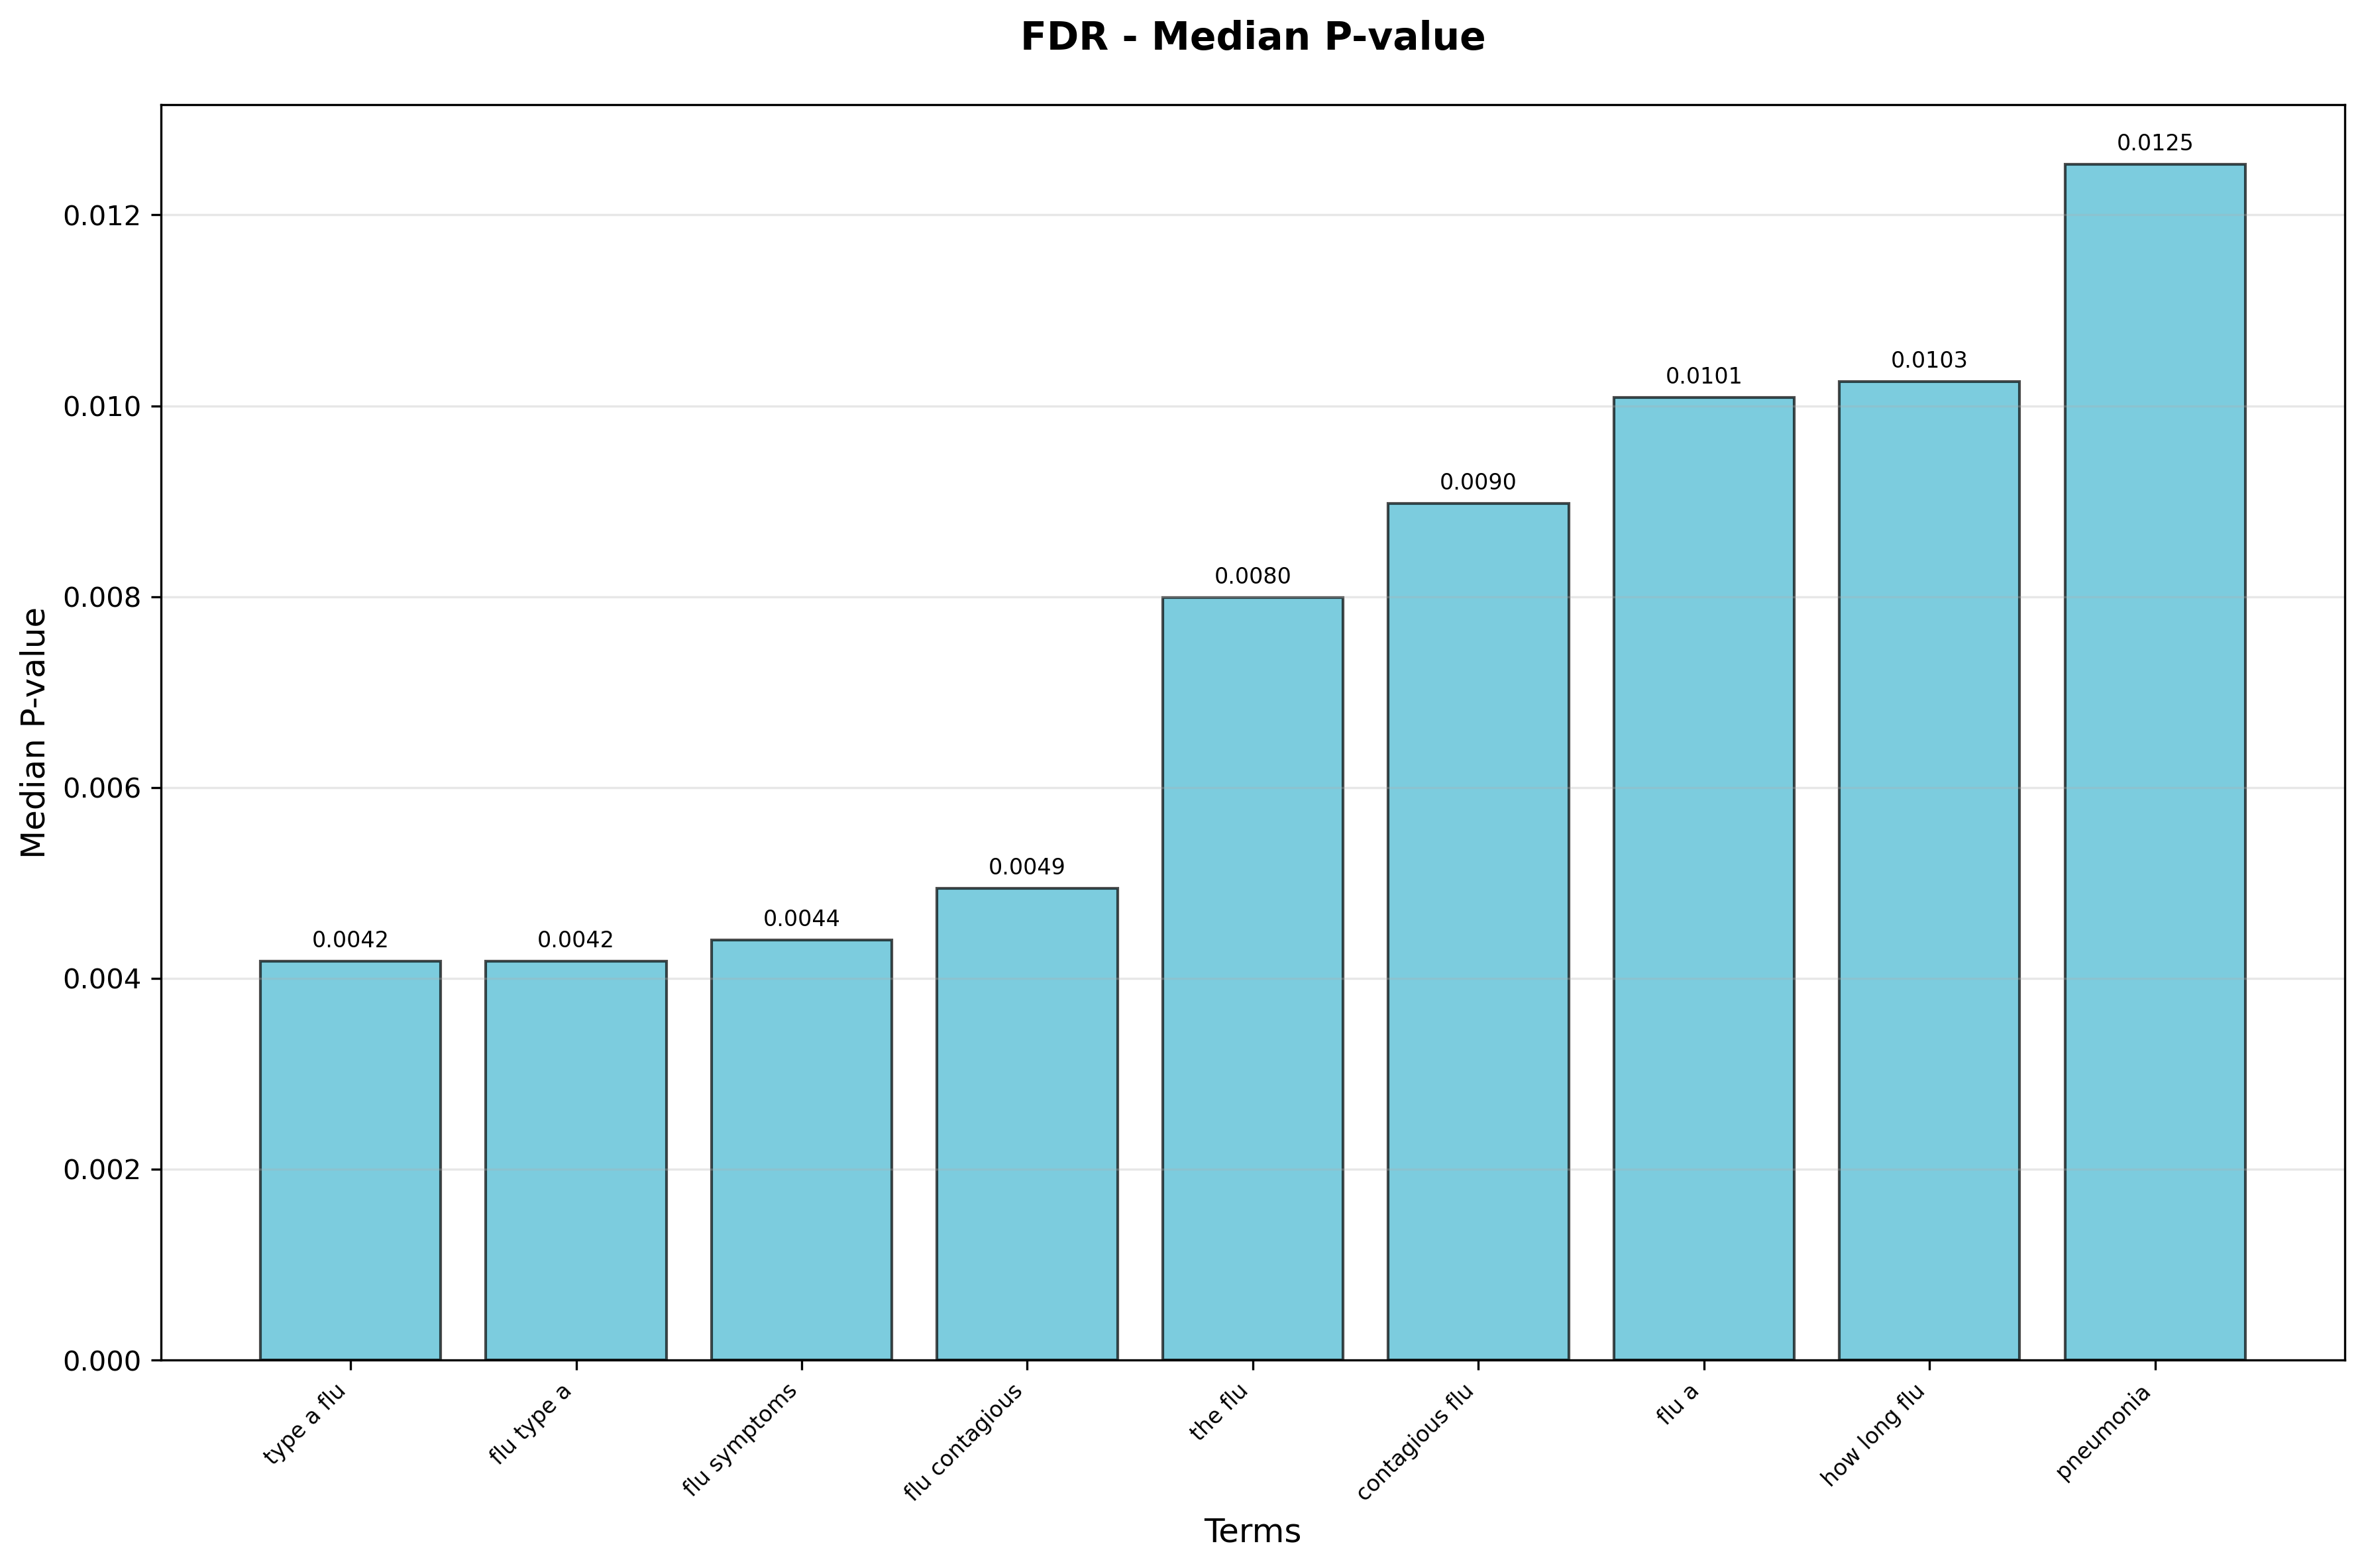 FDR - Median P-value
Median P-value
0.012
0.010
0.008
0.006
0.004
0.002
0.000
0.0042
0.0042
0.0044
0.0049
0.0080
0.0090
0.0101
0.0103
0.0125
type a flu
flu type a
flu symptoms
flu contagious
the flu
contagious flu
flu a
how long flu
pneumonia
Terms